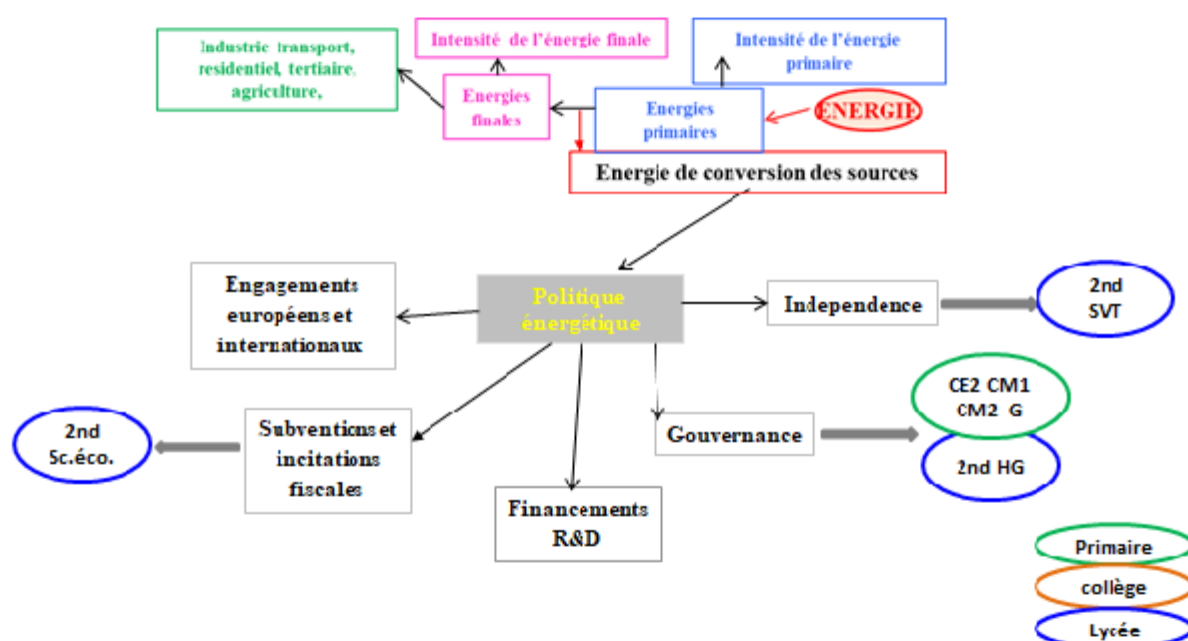 Industrie transport,
residentiel, tertiaire,
agriculture,
Intensité de l'énergie finale
Intensité de l'énergie
primaire
Energies
finales
Energies
primaires
ENERGIE
Energie de conversion des sources
Engagements
européens et
internationaux
Politique
énergétique
Independence
2nd
SVT
CE2 CM1
CM2 G
2nd HG
Gouvernance
Subventions et
incitations
fiscales
2nd
Sc.éco.
Financements
R&D
Primaire
collège
Lycée